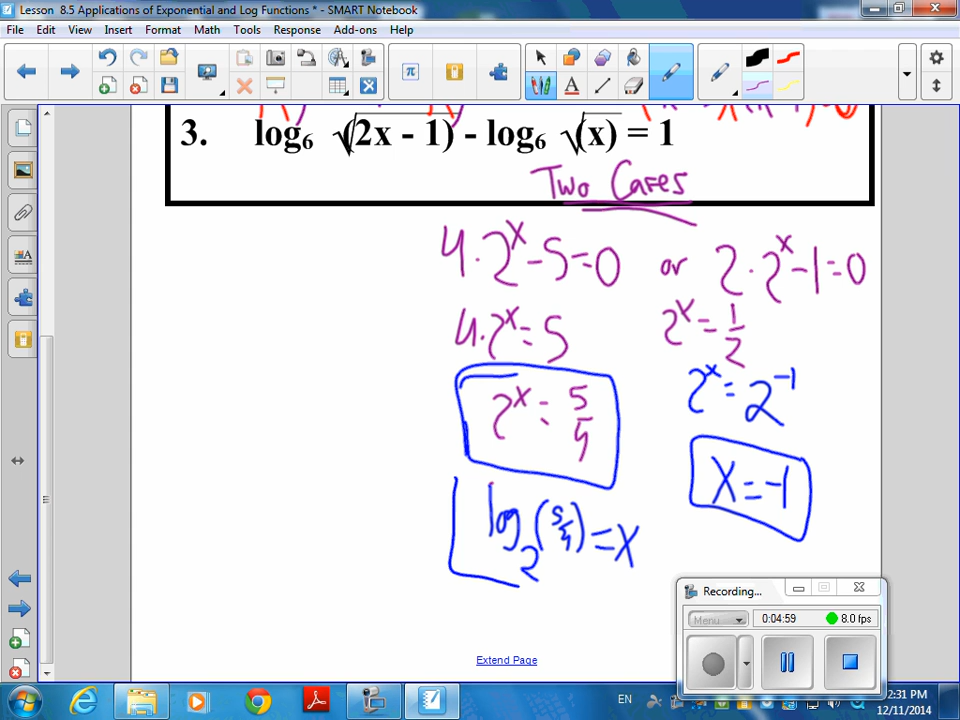 Lesson 8.5 Applications of Exponential and Log Functions * - SMART Notebook
File Edit View Insert Format Math Tools Response Add-ons Help
3. log₆ √(2x - 1) - log₆ √(x) = 1
Two Cases
4·2^x - 5 = 0 or 2·2^x - 1 = 0
4·2^x = 5
2^x = 1/2
2^x = 5/4
2^x = 2^-1
x = -1
log₂(5/4) = x
Recording...
Menu 0:04:59 8.0 fps
Extend Page
EN
2:31 PM
12/11/2014